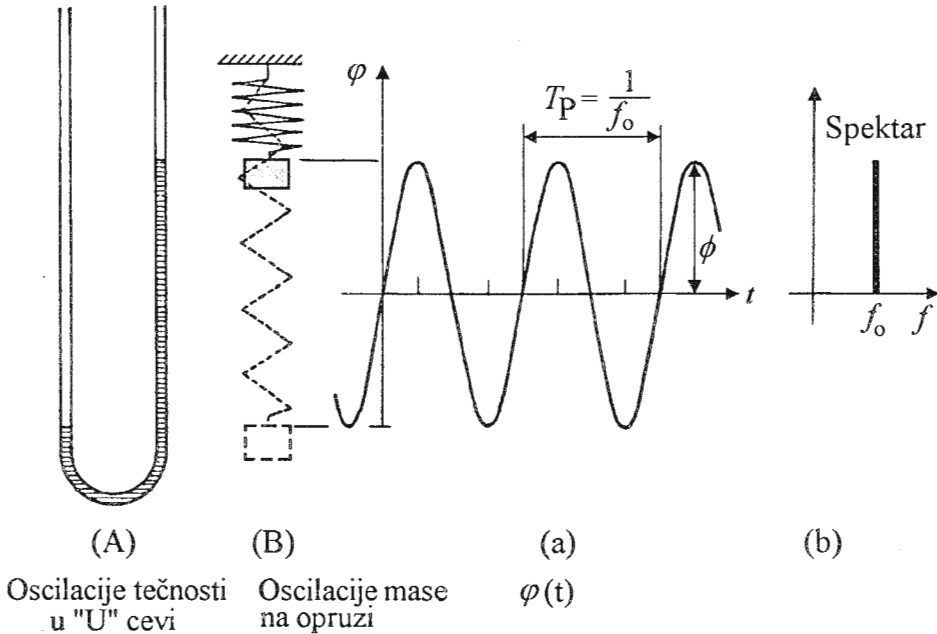 φ
T_P = 1/f_o
Spektar
ϕ
t
f_o
f
(A)
(B)
(a)
(b)
Oscilacije tečnosti
u "U" cevi
Oscilacije mase
na opruzi
φ(t)